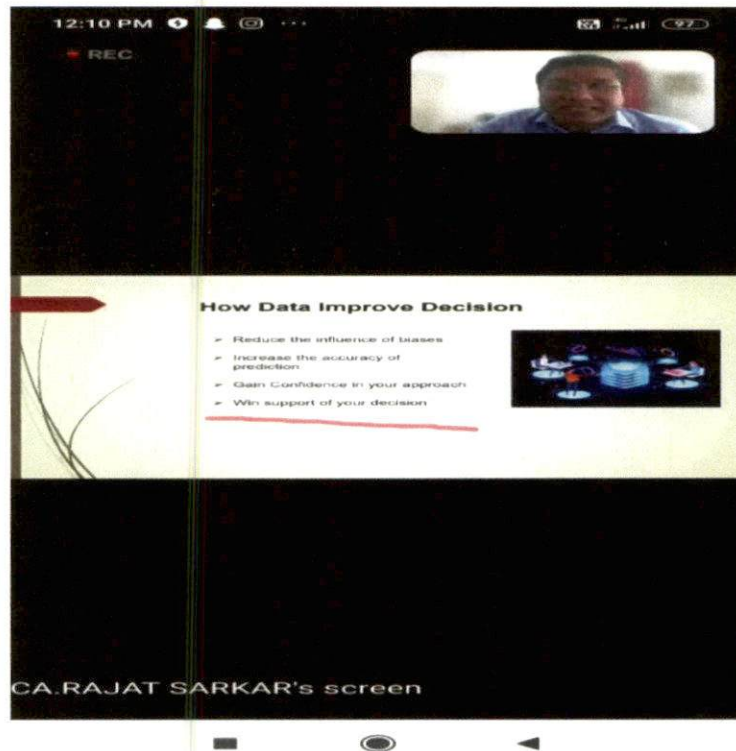 12:10 PM
97
REC
How Data Improve Decision
➢ Reduce the influence of biases
➢ Increase the accuracy of
prediction
➢ Gain Confidence in your approach
➢ Win support of your decision
CA.RAJAT SARKAR's screen